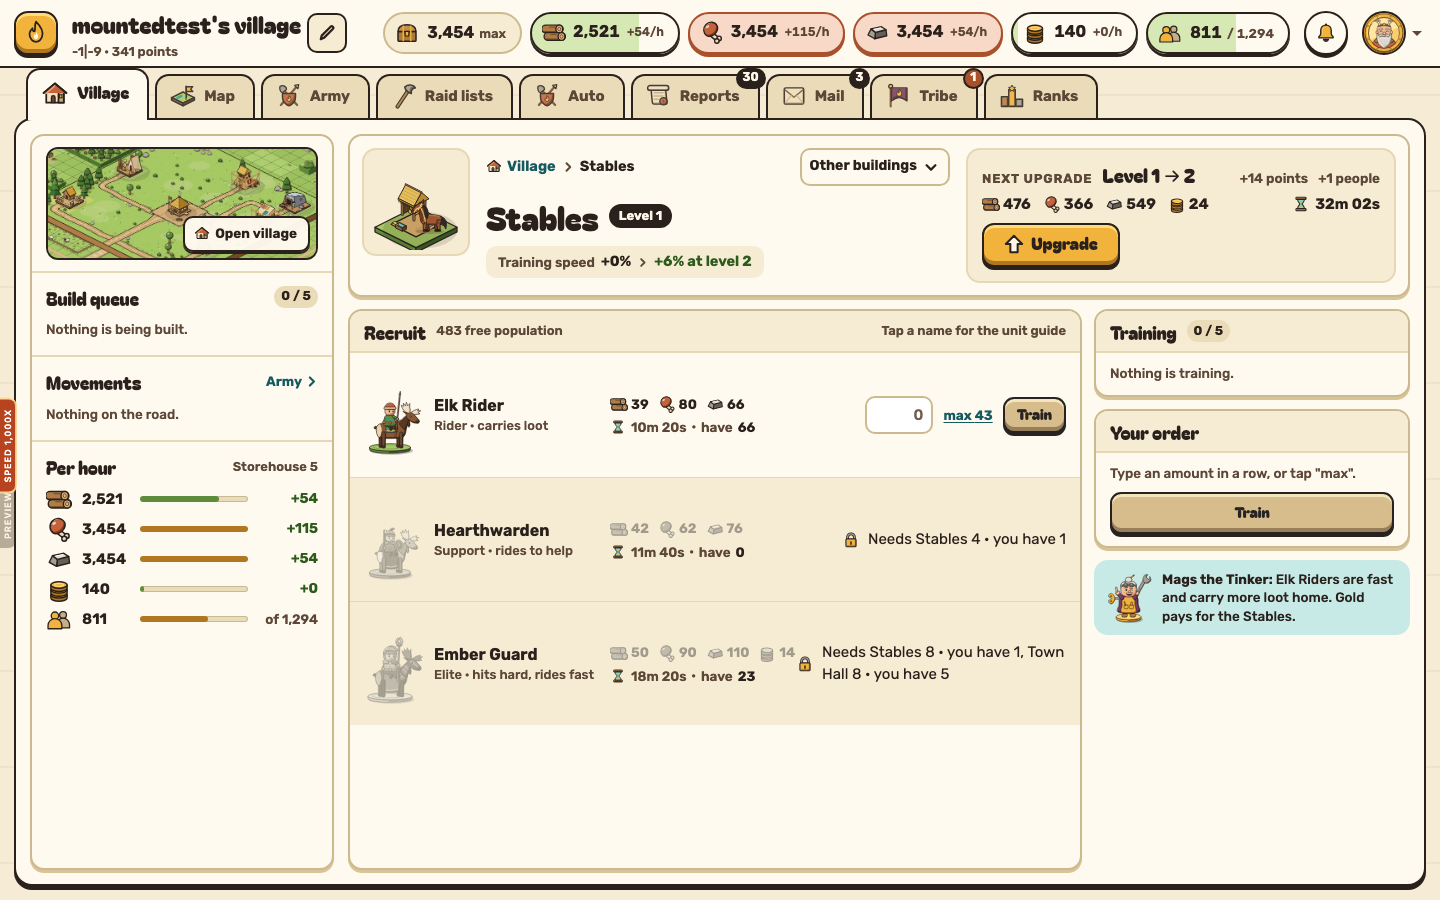 mountedtest's village
-1|-9 • 341 points
3,454 max
2,521 +54/h
3,454 +115/h
3,454 +54/h
140 +0/h
811 / 1,294
Village
Map
Army
Raid lists
Auto
Reports 30
Mail 3
Tribe 1
Ranks
SPEED 1,000X
PREVIEW
Open village
Build queue 0 / 5
Nothing is being built.
Movements Army
Nothing on the road.
Per hour Storehouse 5
2,521 +54
3,454 +115
3,454 +54
140 +0
811 of 1,294
Village > Stables
Other buildings
Stables Level 1
Training speed +0% > +6% at level 2
NEXT UPGRADE Level 1 → 2 +14 points +1 people
476 366 549 24 32m 02s
Upgrade
Recruit 483 free population Tap a name for the unit guide
Elk Rider
Rider • carries loot
39 80 66
10m 20s • have 66
0 max 43 Train
Hearthwarden
Support • rides to help
42 62 76
11m 40s • have 0
Needs Stables 4 • you have 1
Ember Guard
Elite • hits hard, rides fast
50 90 110 14
18m 20s • have 23
Needs Stables 8 • you have 1, Town
Hall 8 • you have 5
Training 0 / 5
Nothing is training.
Your order
Type an amount in a row, or tap "max".
Train
Mags the Tinker: Elk Riders are fast
and carry more loot home. Gold
pays for the Stables.